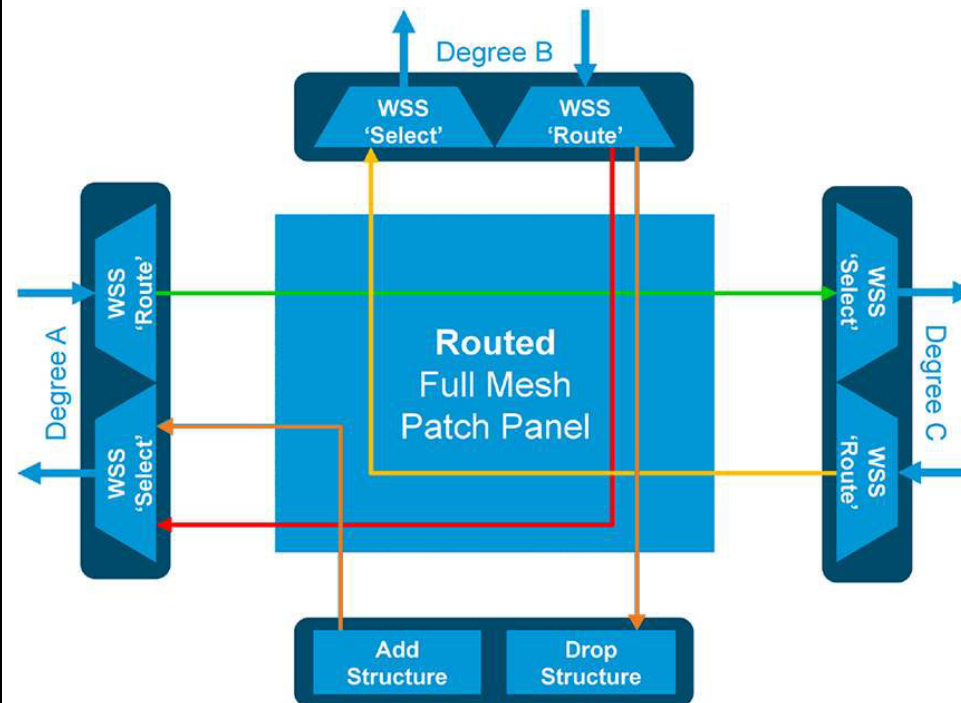 Degree B
WSS
‘Select’
WSS
‘Route’
Degree A
WSS
‘Route’
WSS
‘Select’
Routed
Full Mesh
Patch Panel
WSS
‘Select’
WSS
‘Route’
Degree C
Add
Structure
Drop
Structure